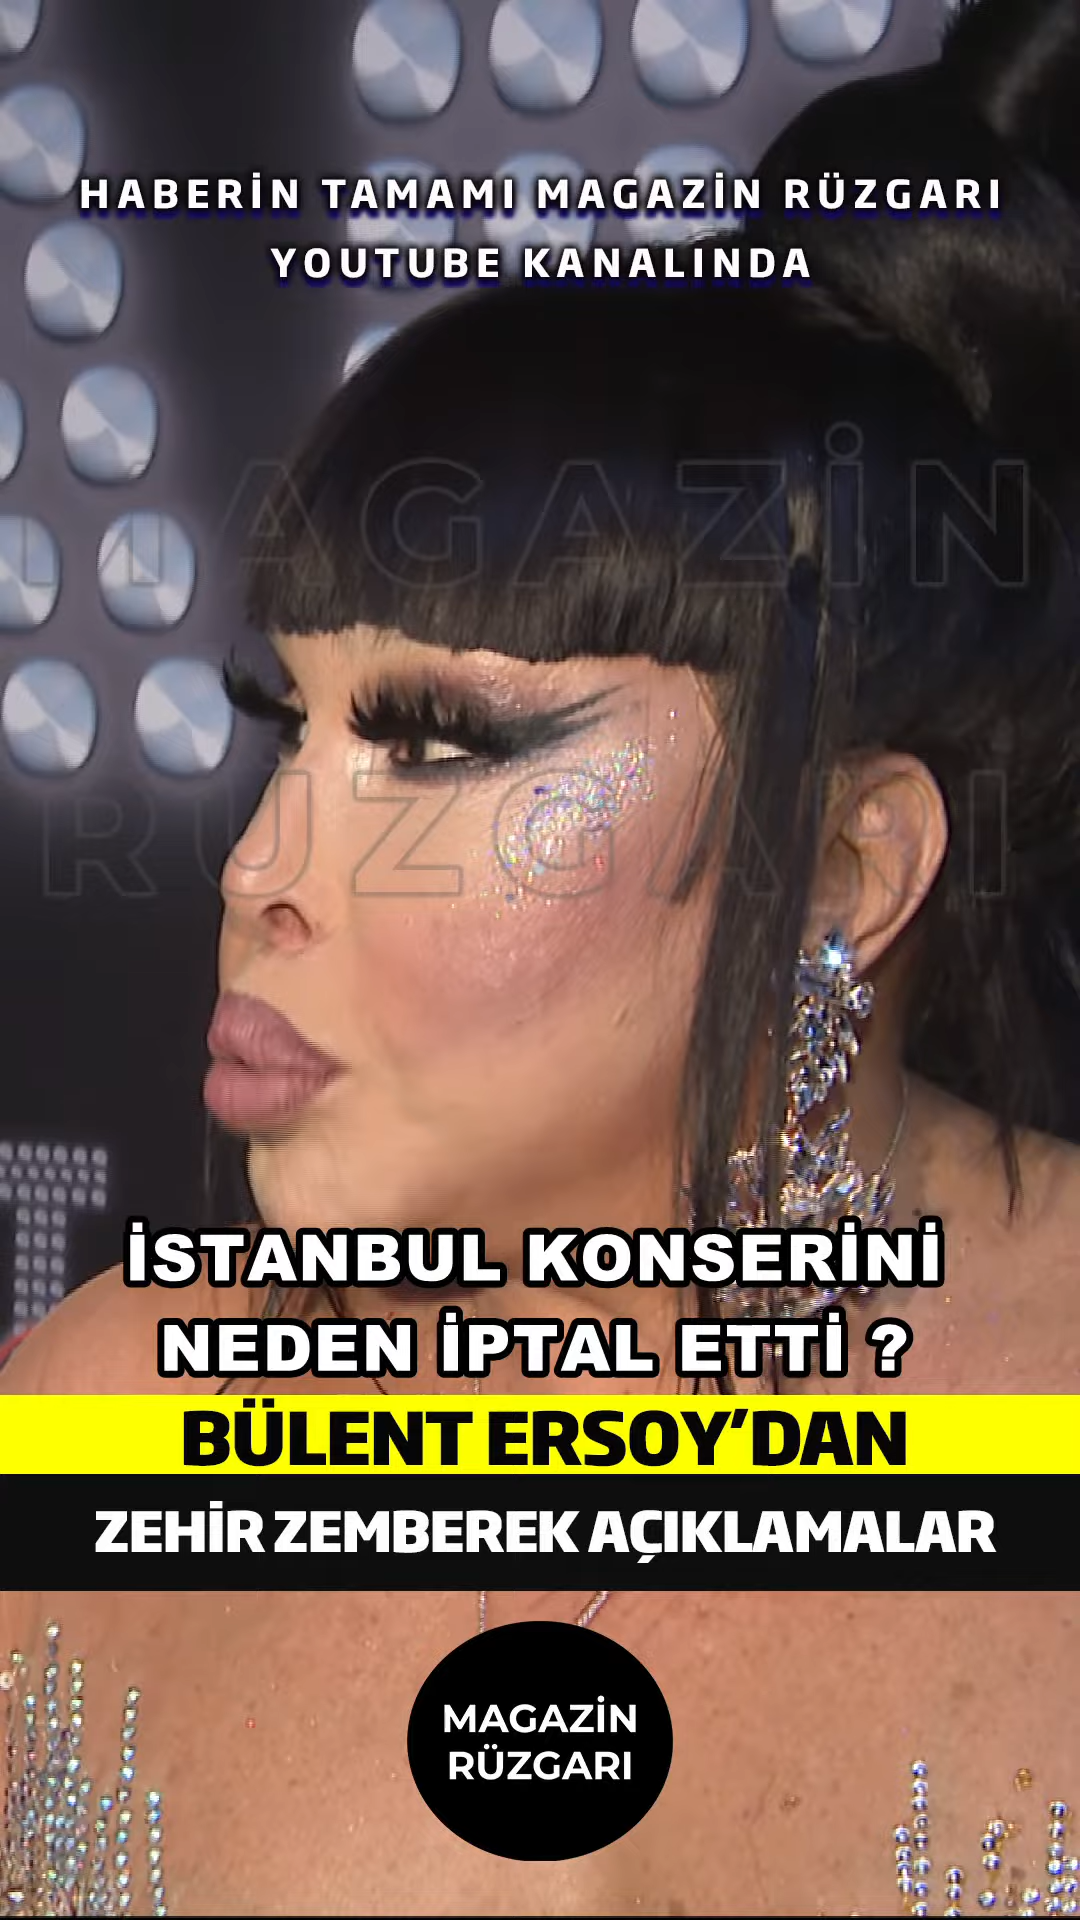 HABERİN TAMAMI MAGAZİN RÜZGARI
YOUTUBE KANALINDA
MAGAZİN
RÜZGARI
İSTANBUL KONSERİNİ
NEDEN İPTAL ETTİ ?
BÜLENT ERSOY’DAN
ZEHİR ZEMBEREK AÇIKLAMALAR
MAGAZİN
RÜZGARI